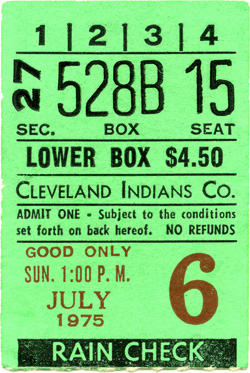 1 | 2 | 3 | 4
27 528B 15
SEC. BOX SEAT
LOWER BOX $4.50
CLEVELAND INDIANS CO.
ADMIT ONE - Subject to the conditions
set forth on back hereof. NO REFUNDS
GOOD ONLY
SUN. 1:00 P. M.
JULY 6
1975
RAIN CHECK